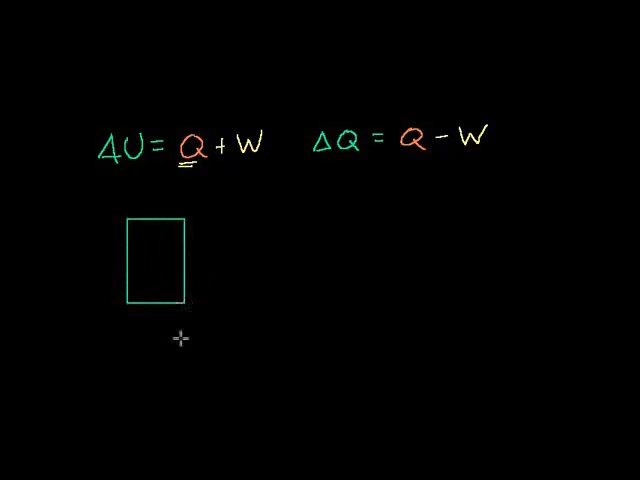 ΔU = Q + W ΔQ = Q - W